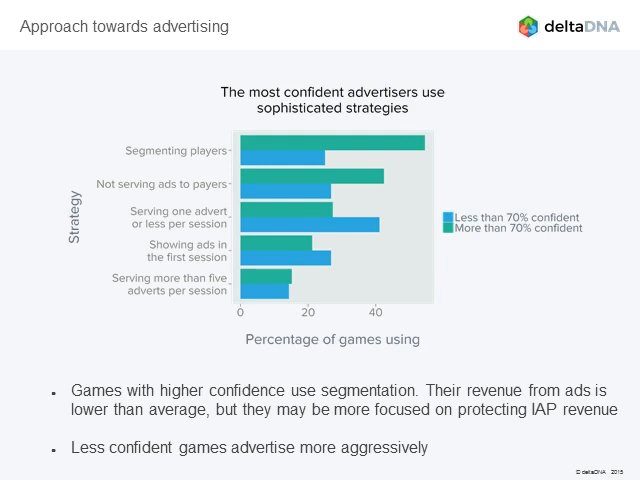 Approach towards advertising
deltaDNA
The most confident advertisers use
sophisticated strategies
Strategy
Segmenting players
Not serving ads to payers
Serving one advert
or less per session
Showing ads in
the first session
Serving more than five
adverts per session
0 20 40
Percentage of games using
Less than 70% confident
More than 70% confident
Games with higher confidence use segmentation. Their revenue from ads is
lower than average, but they may be more focused on protecting IAP revenue
Less confident games advertise more aggressively
© deltaDNA 2015